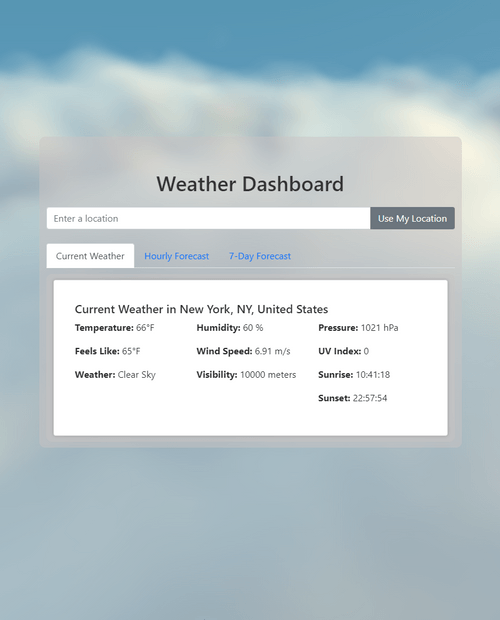 Weather Dashboard
Enter a location Use My Location
Current Weather Hourly Forecast 7-Day Forecast
Current Weather in New York, NY, United States
Temperature: 66°F Humidity: 60 % Pressure: 1021 hPa
Feels Like: 65°F Wind Speed: 6.91 m/s UV Index: 0
Weather: Clear Sky Visibility: 10000 meters Sunrise: 10:41:18
Sunset: 22:57:54